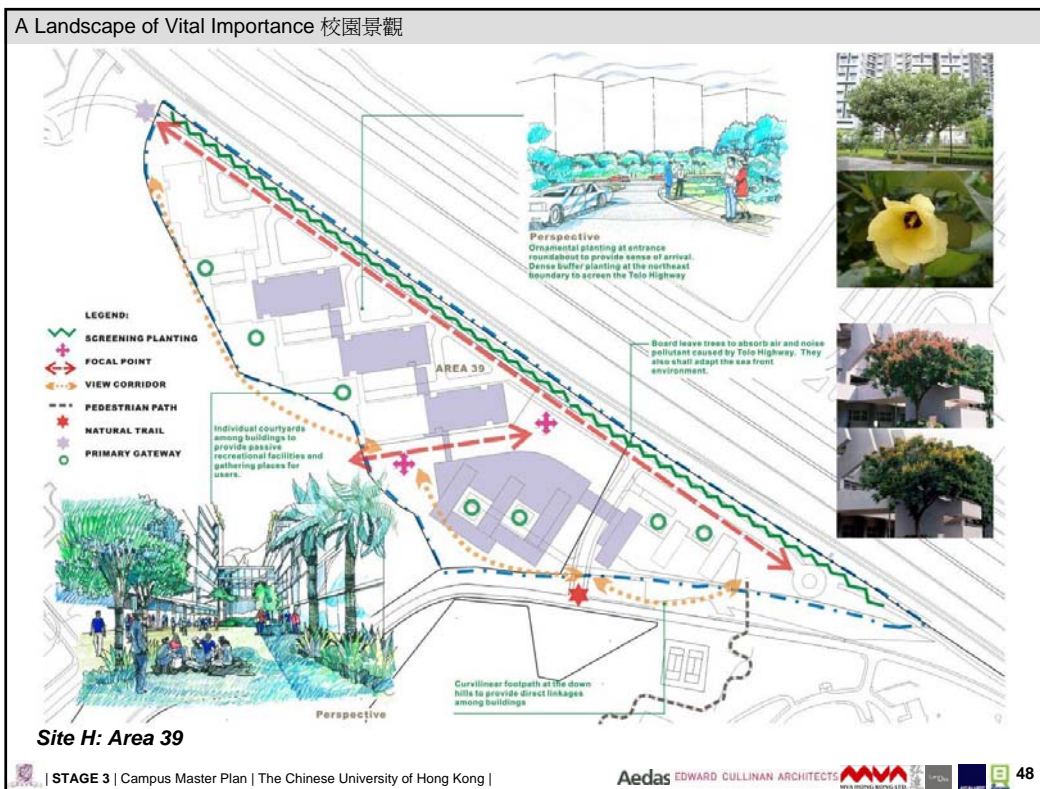 A Landscape of Vital Importance 校園景觀
Perspective
Ornamental planting at entrance
roundabout to provide sense of arrival.
Dense buffer planting at the northeast
boundary to screen the Tolo Highway
LEGEND:
SCREENING PLANTING
FOCAL POINT
VIEW CORRIDOR
PEDESTRIAN PATH
NATURAL TRAIL
PRIMARY GATEWAY
AREA 39
Board leave trees to absorb air and noise
pollutant caused by Tolo Highway. They
also shall adapt the sea front
environment.
Individual courtyards
among buildings to
provide passive
recreational facilities and
gathering places for
users.
Curvilinear footpath at the down
hills to provide direct linkages
among buildings
Perspective
Site H: Area 39
| STAGE 3 | Campus Master Plan | The Chinese University of Hong Kong |
Aedas EDWARD CULLINAN ARCHITECTS MVA HONG KONG LTD. 48